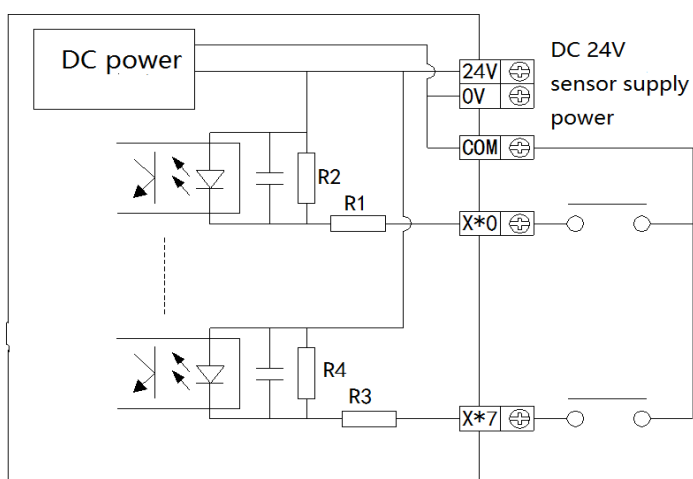 DC power
24V
0V
COM
DC 24V
sensor supply
power
R2
R1
X*0
R4
R3
X*7